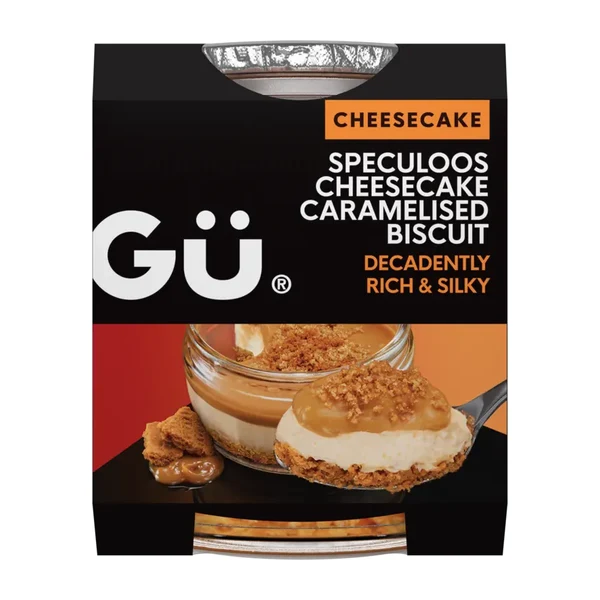 CHEESECAKE
SPECULOOS
CHEESECAKE
CARAMELISED
BISCUIT
DECADENTLY
RICH & SILKY
Gü®